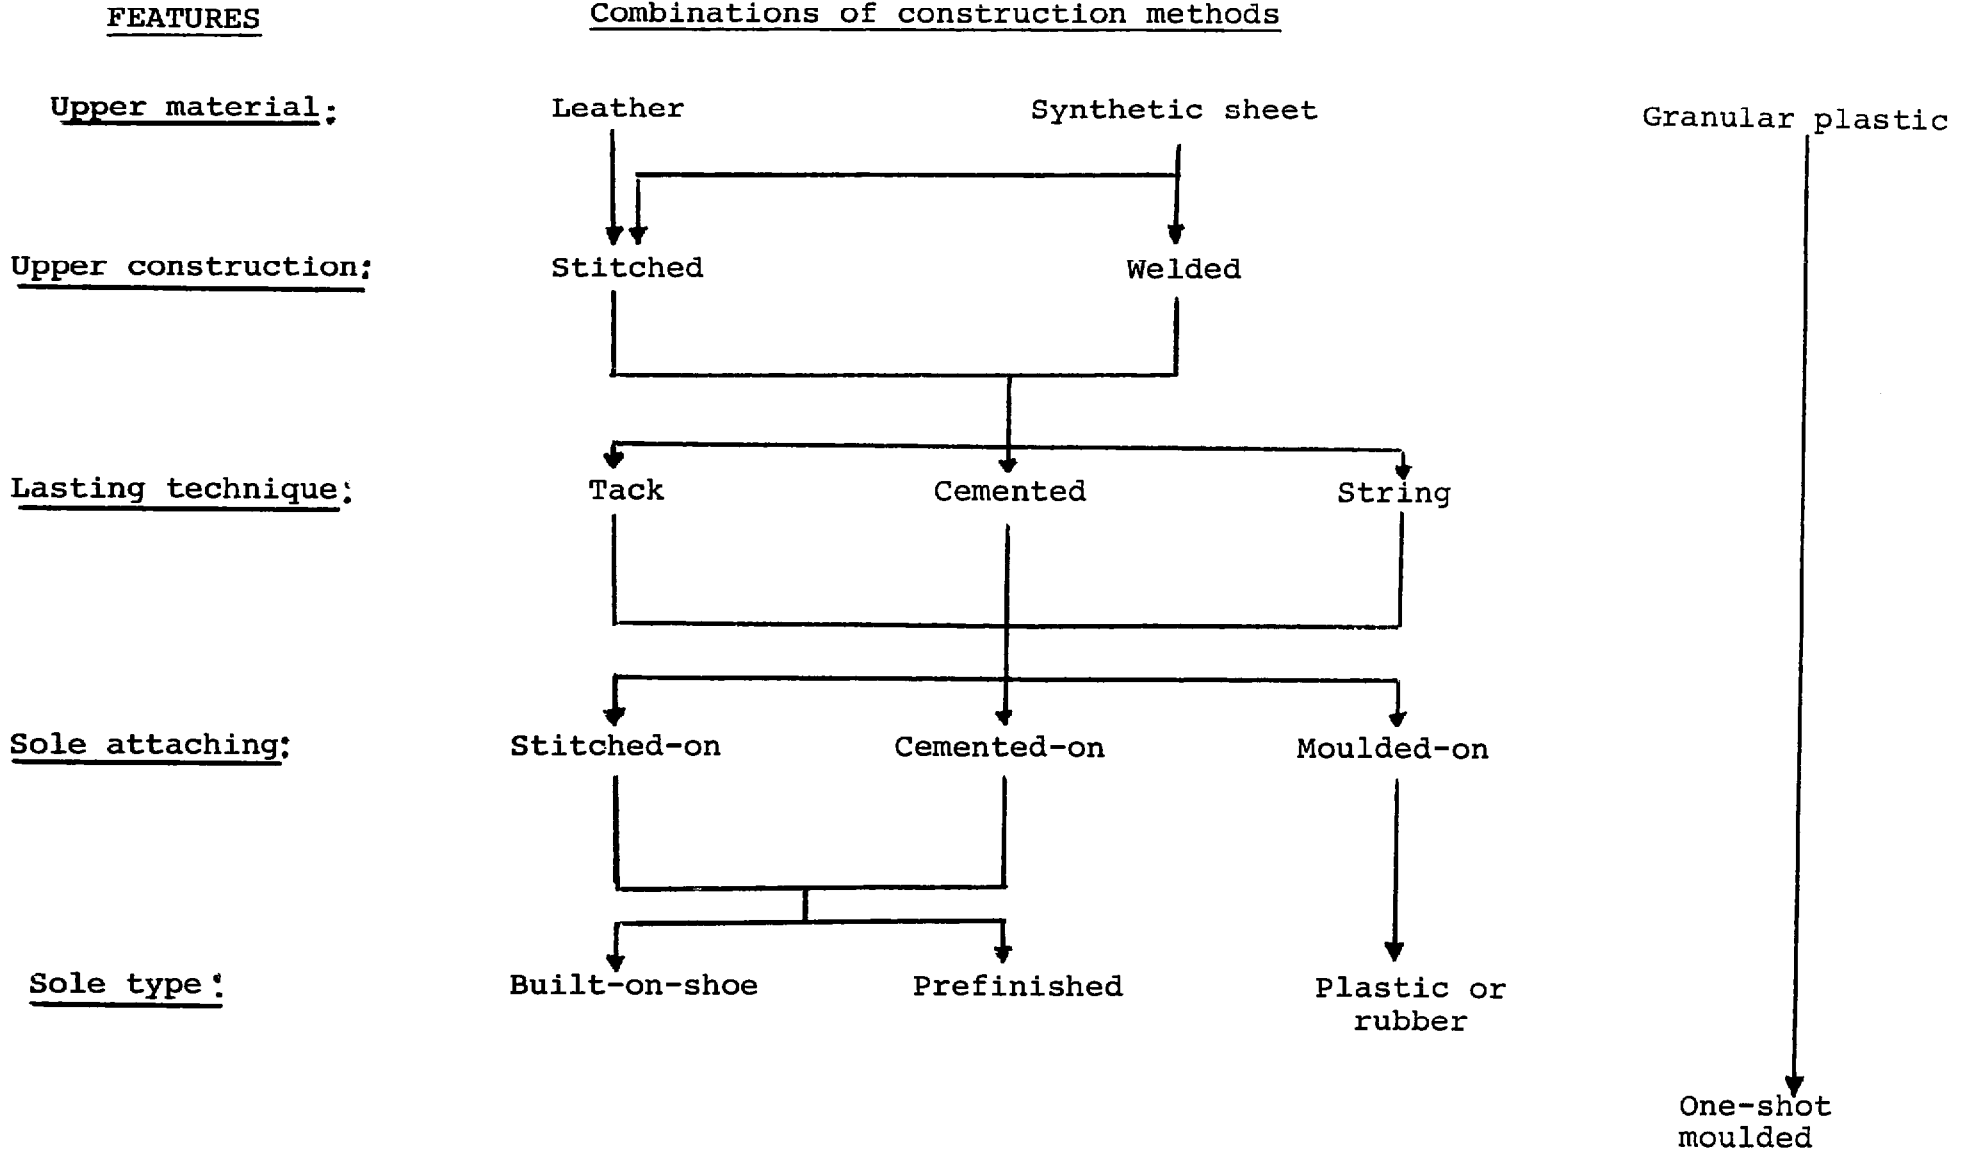 FEATURES
Combinations of construction methods
Upper material:
Leather
Synthetic sheet
Granular plastic
Upper construction:
Stitched
Welded
Lasting technique:
Tack
Cemented
String
Sole attaching:
Stitched-on
Cemented-on
Moulded-on
Sole type:
Built-on-shoe
Prefinished
Plastic or
rubber
One-shot
moulded